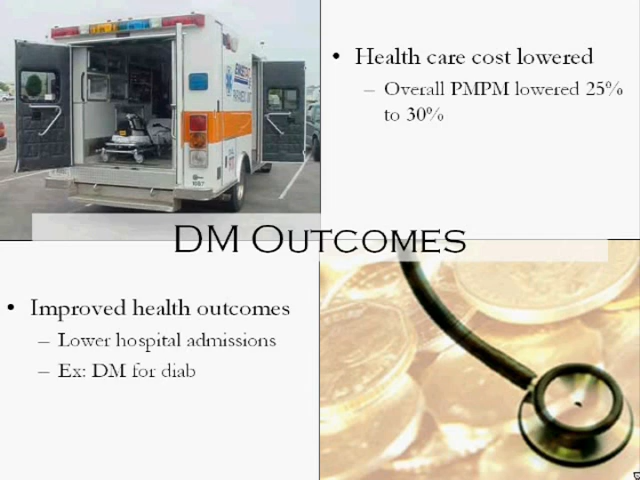 • Health care cost lowered
– Overall PMPM lowered 25%
to 30%
DM OUTCOMES
• Improved health outcomes
– Lower hospital admissions
– Ex: DM for diab